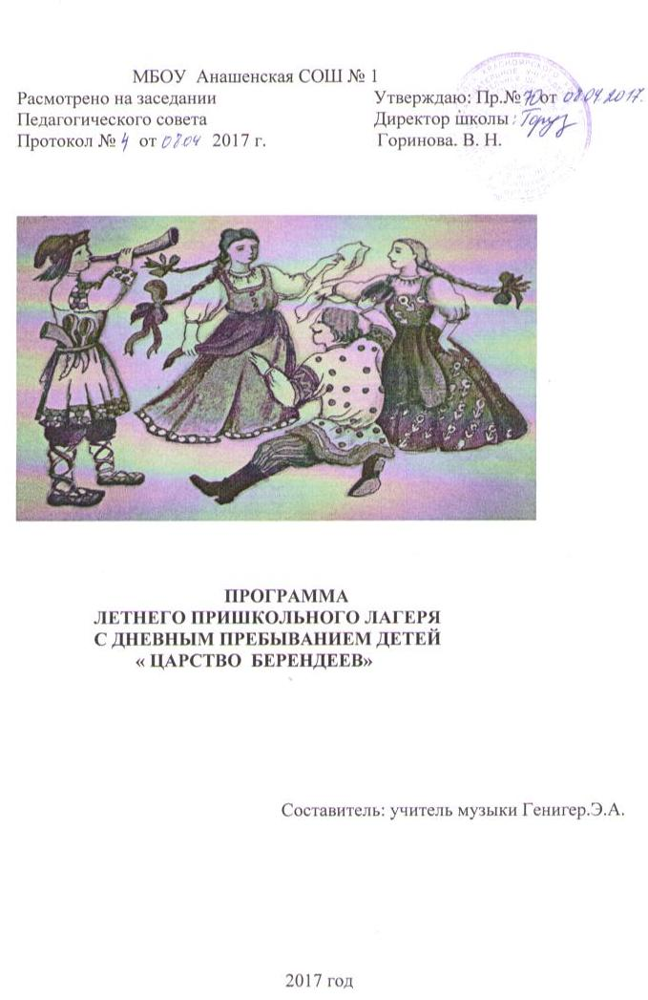 МБОУ Анашенская СОШ № 1
Расмотрено на заседании Утверждаю: Пр.№ 70 от 08.04.2017.
Педагогического совета Директор школы:
Протокол № 4 от 08 04 2017 г. Горинова. В. Н.
КРАСНОЯРСКОГО
ПРОГРАММА
ЛЕТНЕГО ПРИШКОЛЬНОГО ЛАГЕРЯ
С ДНЕВНЫМ ПРЕБЫВАНИЕМ ДЕТЕЙ
« ЦАРСТВО БЕРЕНДЕЕВ»
Составитель: учитель музыки Генигер.Э.А.
2017 год